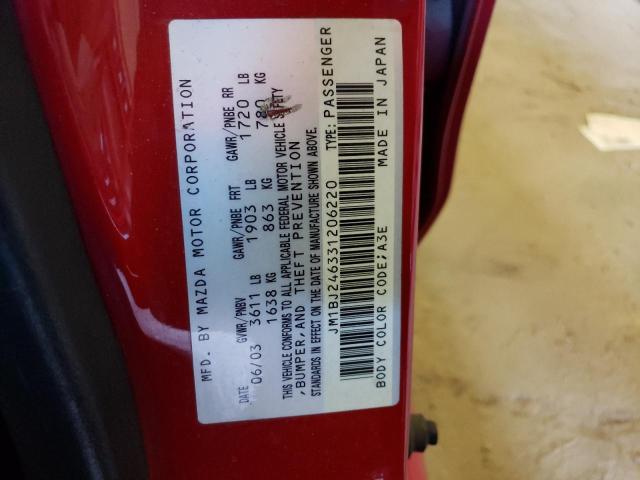 MFD. BY MAZDA MOTOR CORPORATION
DATE GVWR/PNBV GAWR/PNBE FRT GAWR/PNBE RR
06/03 3611 LB 1903 LB 1720 LB
1638 KG 863 KG 780 KG
THIS VEHICLE CONFORMS TO ALL APPLICABLE FEDERAL MOTOR VEHICLE SAFETY
,BUMPER,AND THEFT PREVENTION
STANDARDS IN EFFECT ON THE DATE OF MANUFACTURE SHOWN ABOVE.
JM1BJ246331206220 TYPE: PASSENGER
BODY COLOR CODE;A3E MADE IN JAPAN